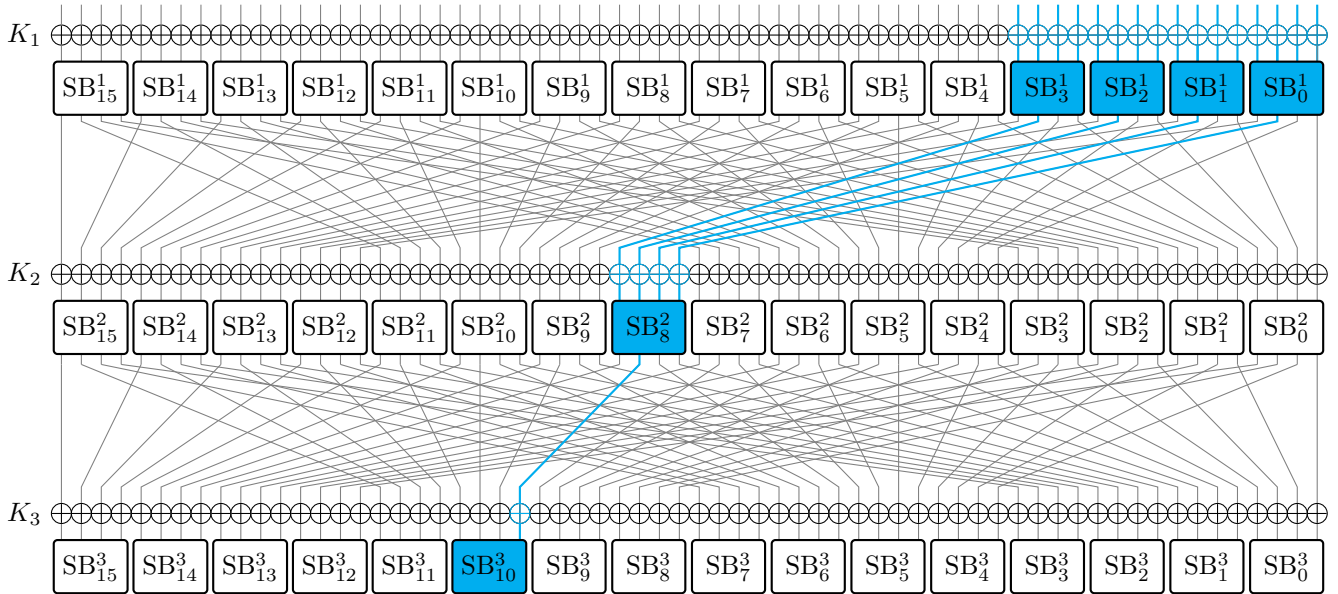 K₁
SB¹₁₅ SB¹₁₄ SB¹₁₃ SB¹₁₂ SB¹₁₁ SB¹₁₀ SB¹₉ SB¹₈ SB¹₇ SB¹₆ SB¹₅ SB¹₄ SB¹₃ SB¹₂ SB¹₁ SB¹₀
K₂
SB²₁₅ SB²₁₄ SB²₁₃ SB²₁₂ SB²₁₁ SB²₁₀ SB²₉ SB²₈ SB²₇ SB²₆ SB²₅ SB²₄ SB²₃ SB²₂ SB²₁ SB²₀
K₃
SB³₁₅ SB³₁₄ SB³₁₃ SB³₁₂ SB³₁₁ SB³₁₀ SB³₉ SB³₈ SB³₇ SB³₆ SB³₅ SB³₄ SB³₃ SB³₂ SB³₁ SB³₀